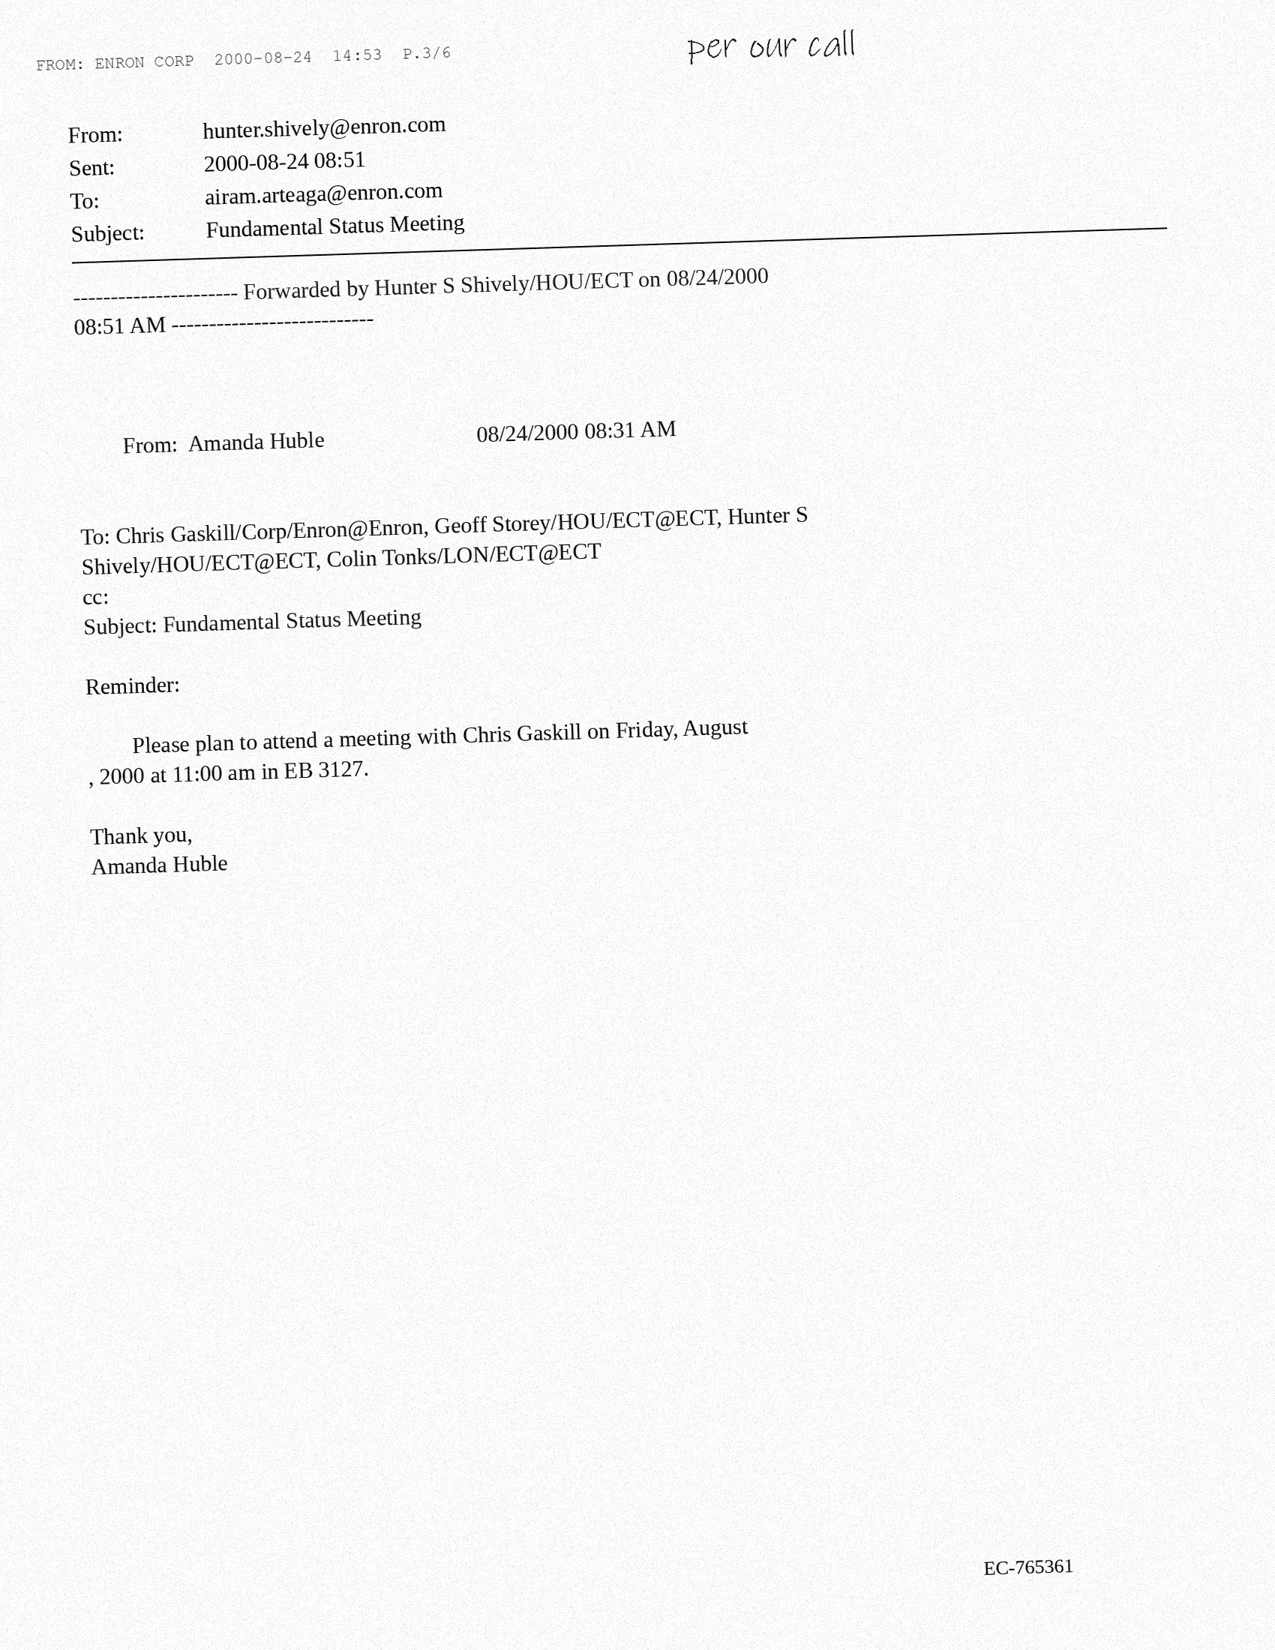 FROM: ENRON CORP  2000-08-24  14:53  P.3/6
per our call
From: hunter.shively@enron.com
Sent: 2000-08-24 08:51
To: airam.arteaga@enron.com
Subject: Fundamental Status Meeting
---------------------- Forwarded by Hunter S Shively/HOU/ECT on 08/24/2000
08:51 AM ---------------------------
From:  Amanda Huble                           08/24/2000 08:31 AM
To: Chris Gaskill/Corp/Enron@Enron, Geoff Storey/HOU/ECT@ECT, Hunter S
Shively/HOU/ECT@ECT, Colin Tonks/LON/ECT@ECT
cc:
Subject: Fundamental Status Meeting
Reminder:
Please plan to attend a meeting with Chris Gaskill on Friday, August
, 2000 at 11:00 am in EB 3127.
Thank you,
Amanda Huble
EC-765361